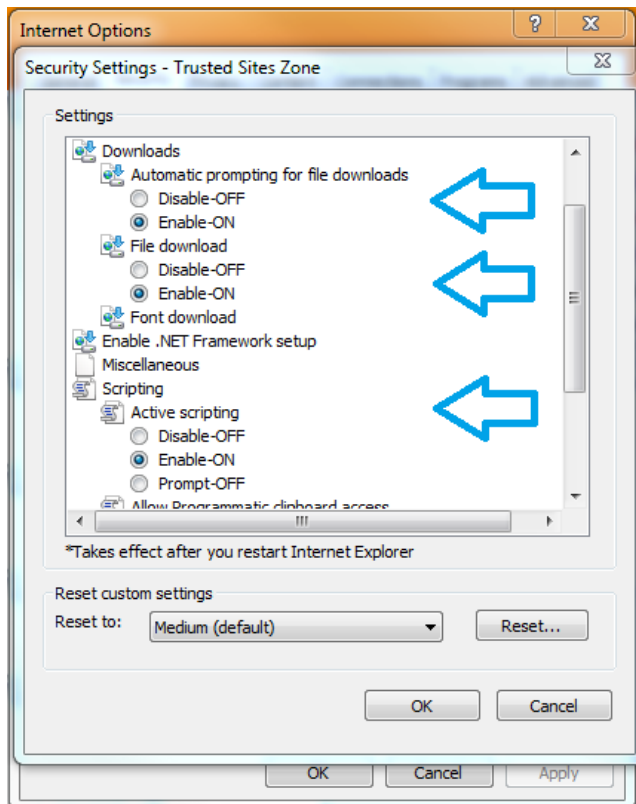 Internet Options
Security Settings - Trusted Sites Zone
Settings
Downloads
Automatic prompting for file downloads
Disable-OFF
Enable-ON
File download
Disable-OFF
Enable-ON
Font download
Enable .NET Framework setup
Miscellaneous
Scripting
Active scripting
Disable-OFF
Enable-ON
Prompt-OFF
Allow Programmatic clipboard access
*Takes effect after you restart Internet Explorer
Reset custom settings
Reset to: Medium (default) Reset...
OK Cancel
OK Cancel Apply